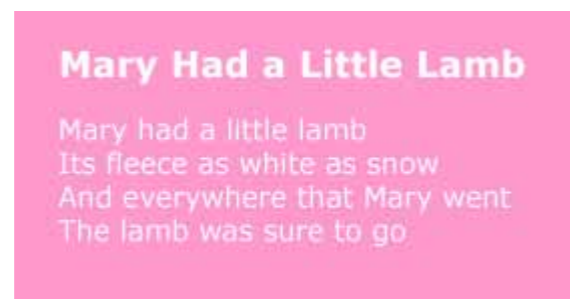 Mary Had a Little Lamb
Mary had a little lamb
Its fleece as white as snow
And everywhere that Mary went
The lamb was sure to go